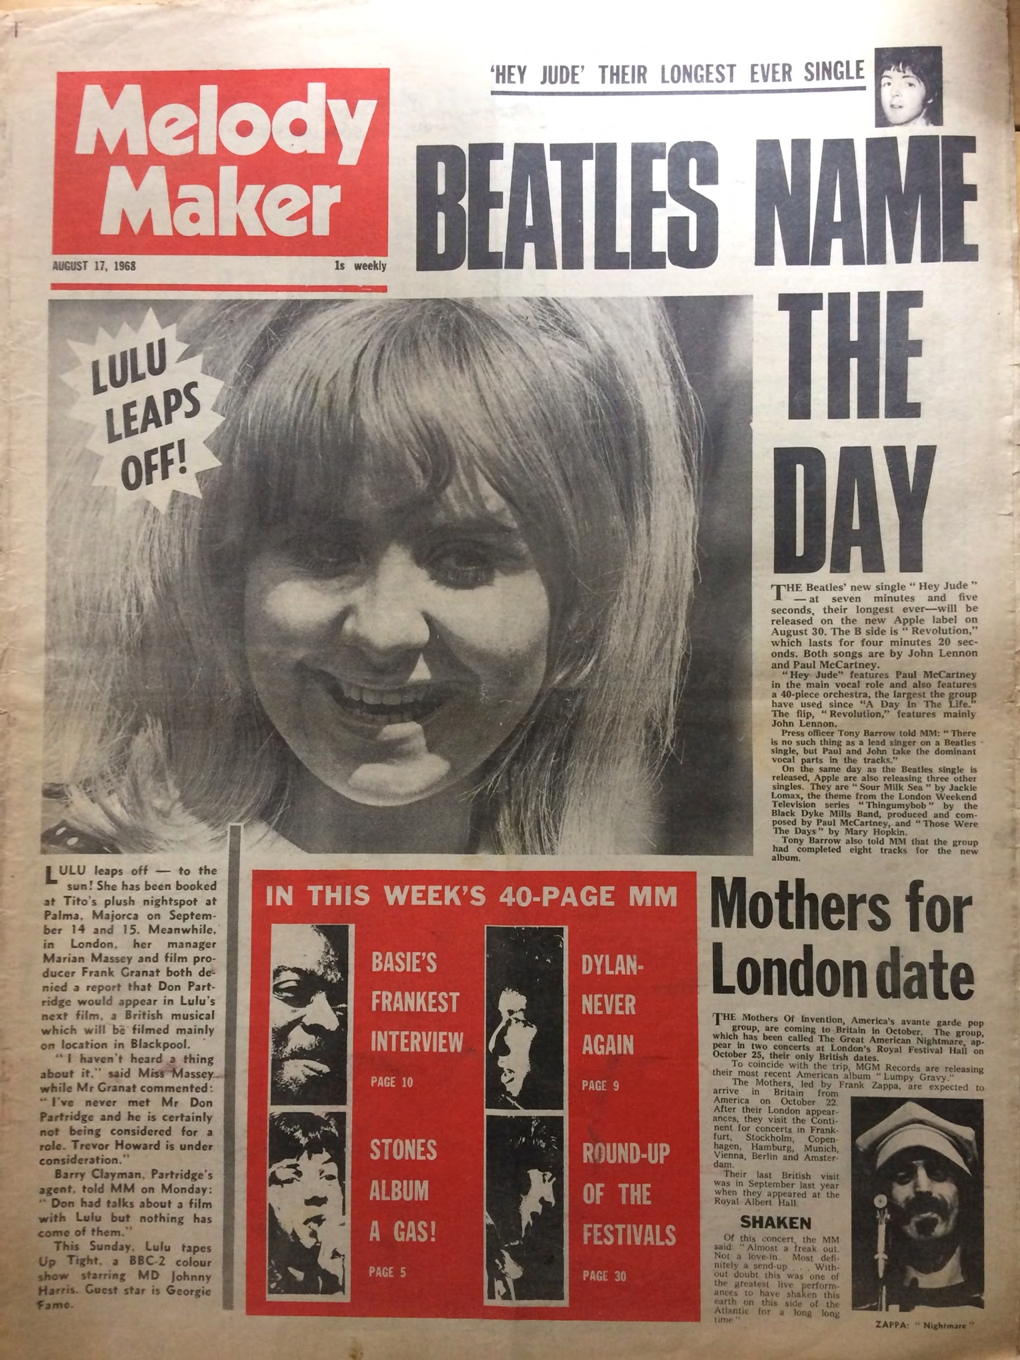 'HEY JUDE' THEIR LONGEST EVER SINGLE
Melody
Maker
AUGUST 17, 1968 1s weekly
BEATLES NAME
THE
DAY
LULU
LEAPS
OFF!
THE Beatles' new single "Hey Jude"
—at seven minutes and five
seconds, their longest ever—will be
released on the new Apple label on
August 30. The B side is "Revolution,"
which lasts for four minutes 20 sec-
onds. Both songs are by John Lennon
and Paul McCartney.
"Hey Jude" features Paul McCartney
in the main vocal role and also features
a 40-piece orchestra, the largest the group
have used since "A Day In The Life."
The flip, "Revolution," features mainly
John Lennon.
Press officer Tony Barrow told MM: "There
is no such thing as a lead singer on a Beatles
single, but Paul and John take the dominant
vocal parts in the tracks."
On the same day as the Beatles single is
released, Apple are also releasing three other
singles. They are "Sour Milk Sea" by Jackie
Lomax, the theme from the London Weekend
Television series "Thingumybob" by the
Black Dyke Mills Band, produced and com-
posed by Paul McCartney, and "Those Were
The Days" by Mary Hopkin.
Tony Barrow also told MM that the group
had completed eight tracks for the new
album.
LULU leaps off — to the
sun! She has been booked
at Tito's plush nightspot at
Palma, Majorca on Septem-
ber 14 and 15. Meanwhile,
in London, her manager
Marian Massey and film pro-
ducer Frank Granat both de-
nied a report that Don Part-
ridge would appear in Lulu's
next film, a British musical
which will be filmed mainly
on location in Blackpool.
"I haven't heard a thing
about it," said Miss Massey
while Mr Granat commented:
"I've never met Mr Don
Partridge and he is certainly
not being considered for a
role. Trevor Howard is under
consideration."
Barry Clayman, Partridge's
agent, told MM on Monday:
"Don had talks about a film
with Lulu but nothing has
come of them."
This Sunday, Lulu tapes
Up Tight, a BBC-2 colour
show starring MD Johnny
Harris. Guest star is Georgie
Fame.
IN THIS WEEK'S 40-PAGE MM
BASIE'S
FRANKEST
INTERVIEW
PAGE 10
DYLAN-
NEVER
AGAIN
PAGE 9
STONES
ALBUM
A GAS!
PAGE 5
ROUND-UP
OF THE
FESTIVALS
PAGE 30
Mothers for
London date
THE Mothers Of Invention, America's avante garde pop
group, are coming to Britain in October. The group,
which has been called The Great American Nightmare, ap-
pear in two concerts at London's Royal Festival Hall on
October 25, their only British dates.
To coincide with the trip, MGM Records are releasing
their most recent American album "Lumpy Gravy."
The Mothers, led by Frank Zappa, are expected to
arrive in Britain from
America on October 22.
After their London appear-
ances, they visit the Conti-
nent for concerts in Frank-
furt, Stockholm, Copen-
hagen, Hamburg, Munich,
Vienna, Berlin and Amster-
dam.
Their last British visit
was in September last year
when they appeared at the
Royal Albert Hall.
SHAKEN
Of this concert, the MM
said: "Almost a freak out.
Not a love-in. Most defi-
nitely a send-up . . . With-
out doubt this was one of
the greatest live perform-
ances to have shaken this
earth on this side of the
Atlantic for a long long
time"
ZAPPA: "Nightmare"